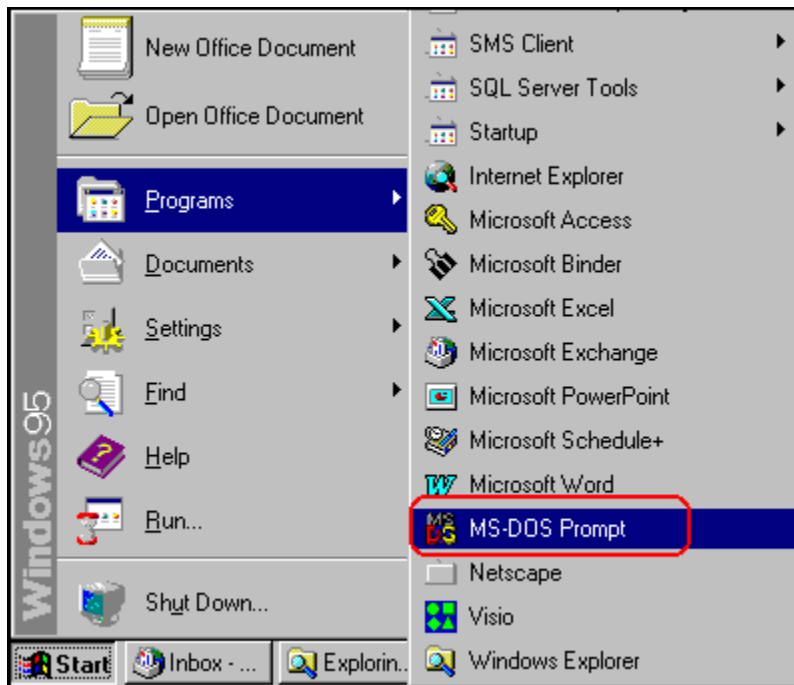 New Office Document
Open Office Document
Programs
Documents
Settings
Find
Help
Run...
Shut Down...
Windows95
SMS Client
SQL Server Tools
Startup
Internet Explorer
Microsoft Access
Microsoft Binder
Microsoft Excel
Microsoft Exchange
Microsoft PowerPoint
Microsoft Schedule+
Microsoft Word
MS-DOS Prompt
Netscape
Visio
Windows Explorer
Start
Inbox - ...
Explorin..